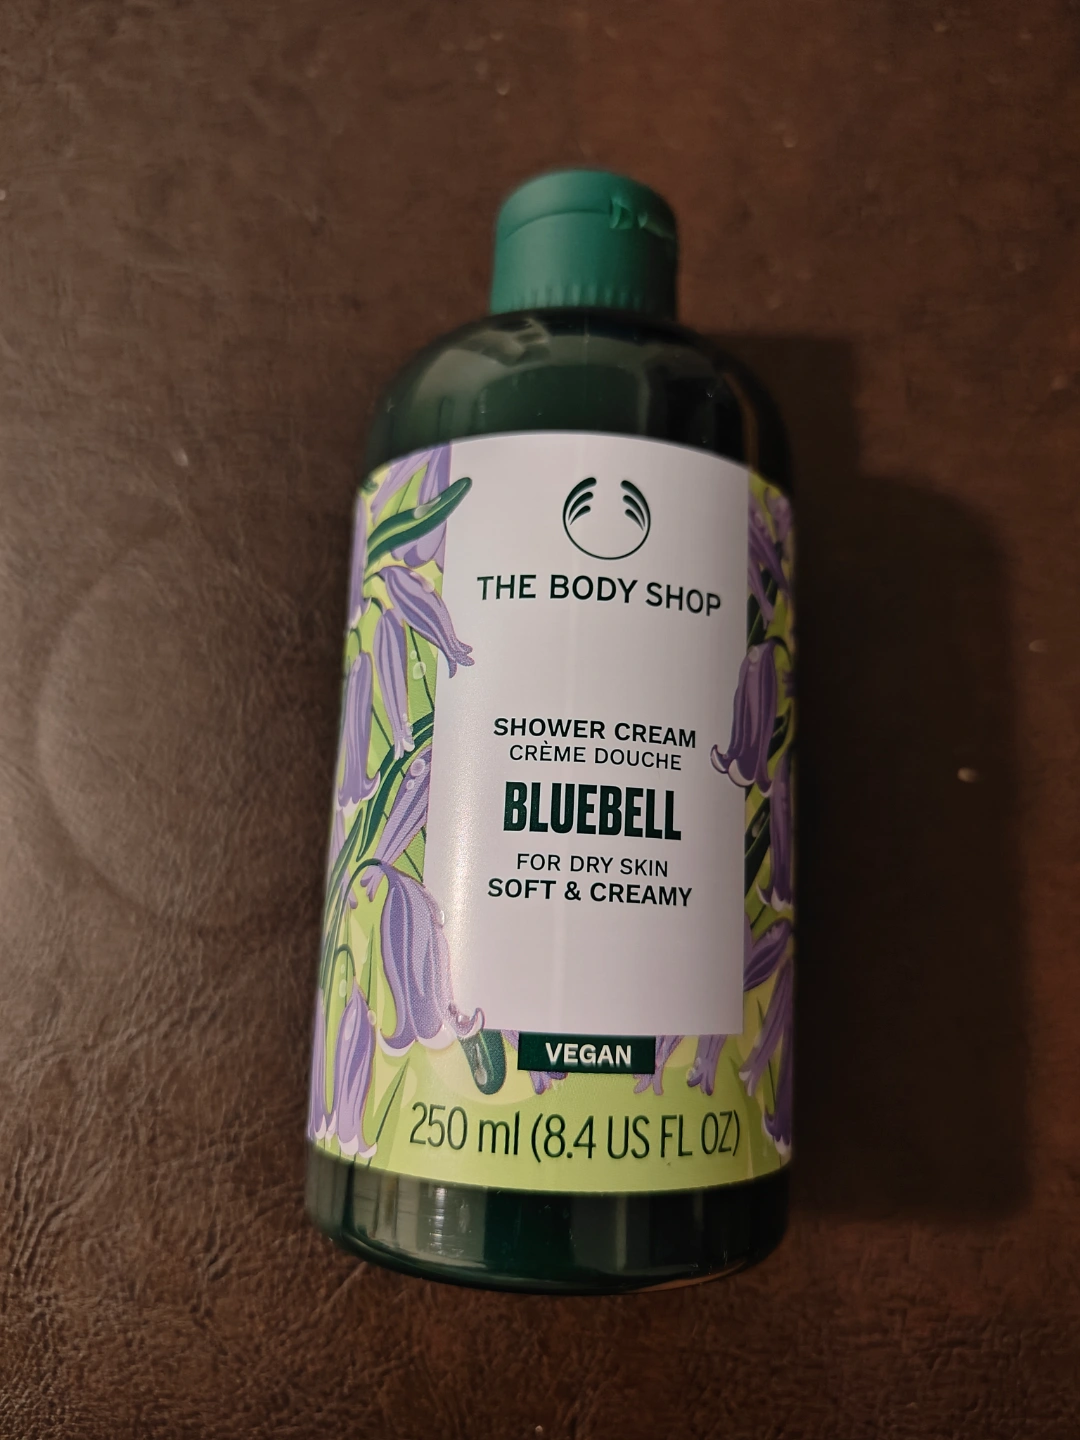 THE BODY SHOP
SHOWER CREAM
CRÈME DOUCHE
BLUEBELL
FOR DRY SKIN
SOFT & CREAMY
VEGAN
250 ml (8.4 US FL OZ)